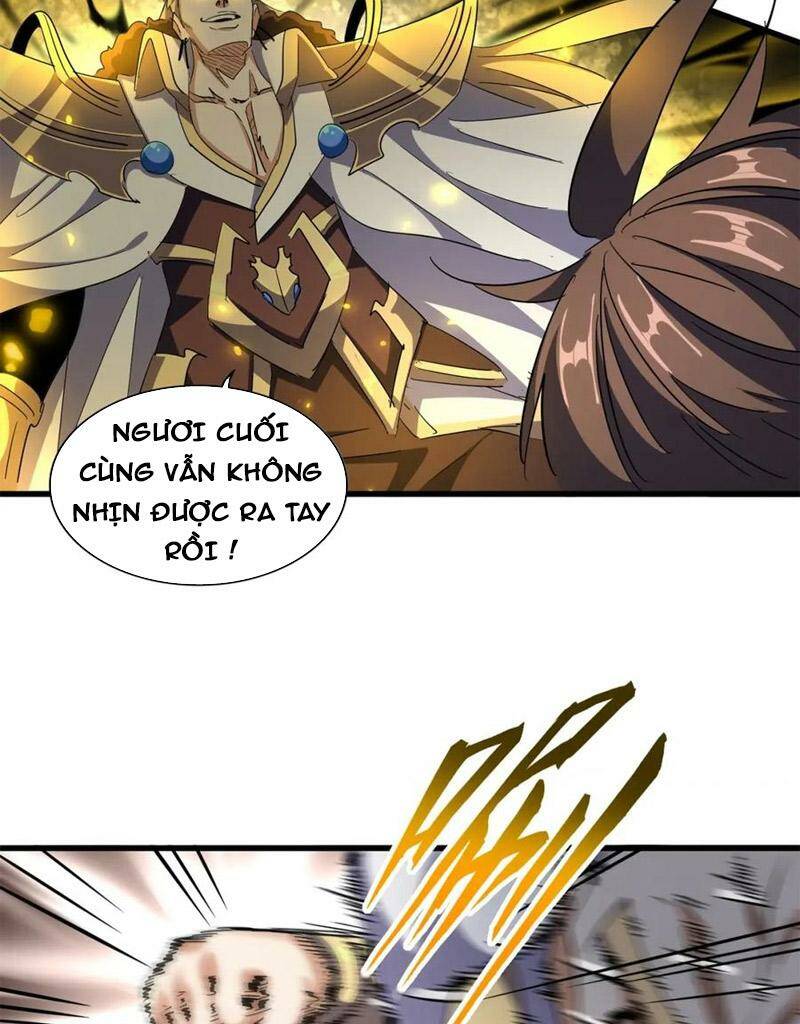 NGƯƠI CUỐI
CÙNG VẪN KHÔNG
NHỊN ĐƯỢC RA TAY
RỒI !